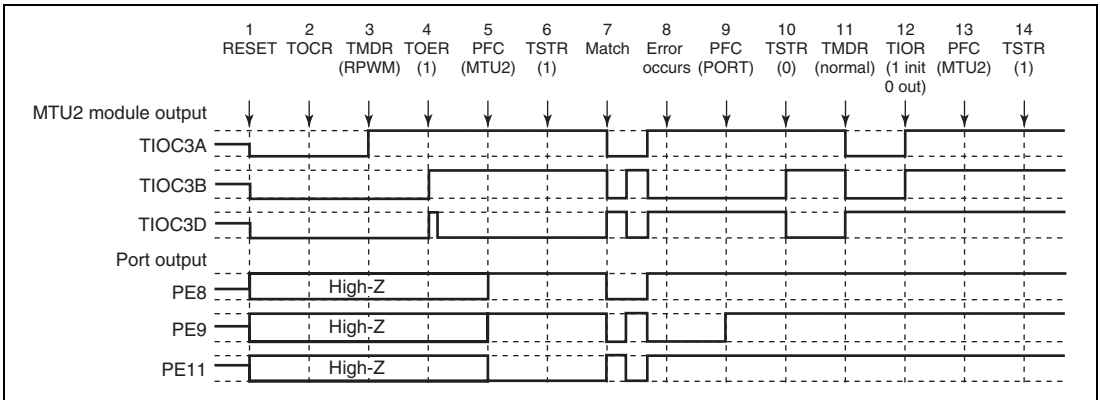 1 2 3 4 5 6 7 8 9 10 11 12 13 14
RESET TOCR TMDR TOER PFC TSTR Match Error PFC TSTR TMDR TIOR PFC TSTR
(RPWM) (1) (MTU2) (1) occurs (PORT) (0) (normal) (1 init (MTU2) (1)
0 out)
MTU2 module output
TIOC3A
TIOC3B
TIOC3D
Port output
PE8 High-Z
PE9 High-Z
PE11 High-Z